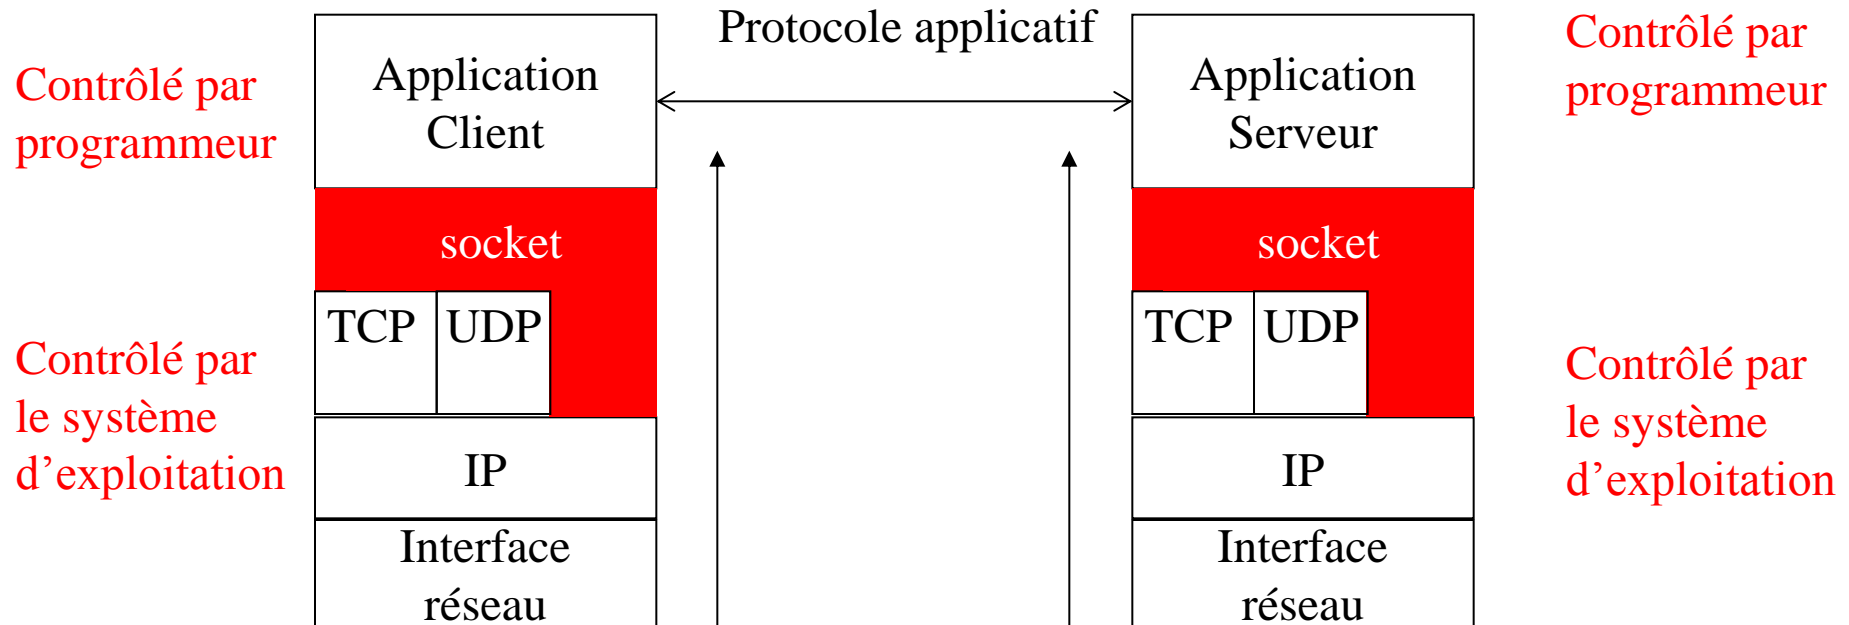 Protocole applicatif
Contrôlé par
programmeur
Application
Client
Application
Serveur
Contrôlé par
programmeur
socket
socket
TCP
UDP
TCP
UDP
Contrôlé par
le système
d’exploitation
Contrôlé par
le système
d’exploitation
IP
IP
Interface
réseau
Interface
réseau